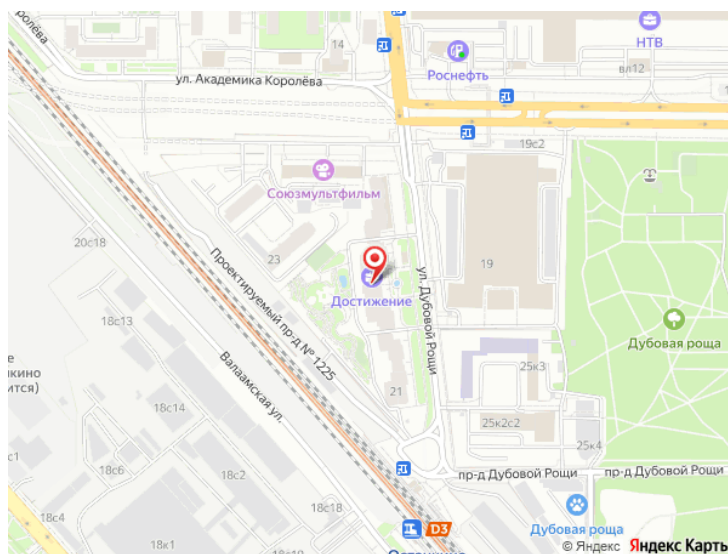 ролёва
14
НТВ
Роснефть
вл12
ул. Академика Королёва
19с2
Союзмультфильм
20с18
23
19
Проектируемый пр-д № 1225
Достижение
ул. Дубовой Рощи
Дубовая роща
18с13
Валаамская ул.
25к3
21
18с14
25к2с2
25к4
с1
18с6
18с2
пр-д Дубовой Рощи
пр-д Дубовой Рощи
18с18
18с4
18к1
D3
Дубовая роща
© Яндекс Яндекс Карты